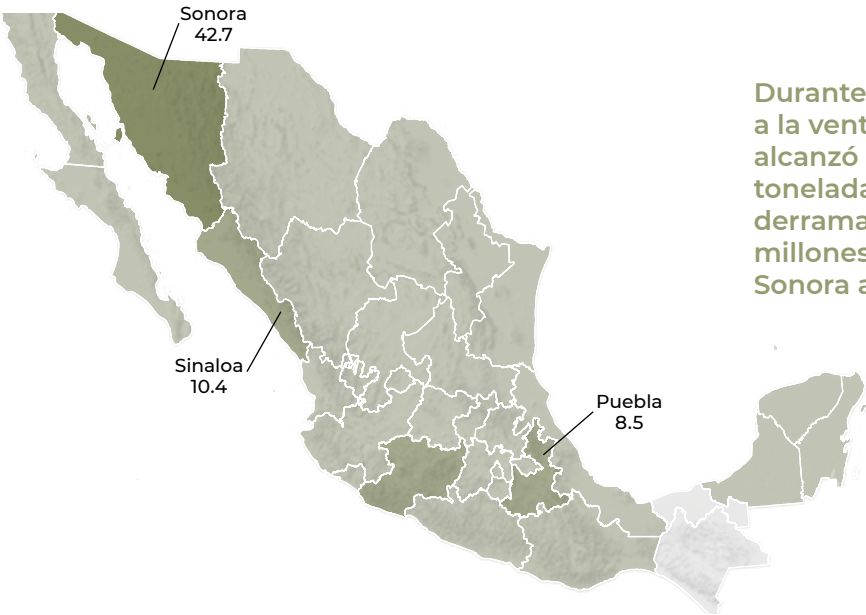 Sonora
42.7
Durante
a la vent
alcanzó
tonelada
derrama
millones
Sonora a
Sinaloa
10.4
Puebla
8.5